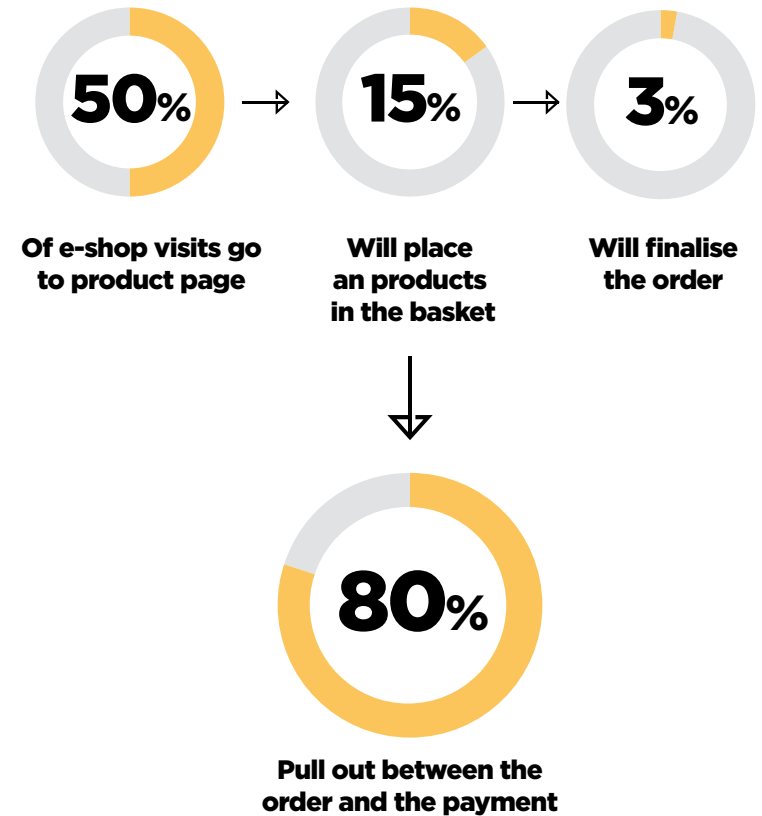 50%
Of e-shop visits go
to product page
15%
Will place
an products
in the basket
3%
Will finalise
the order
80%
Pull out between the
order and the payment